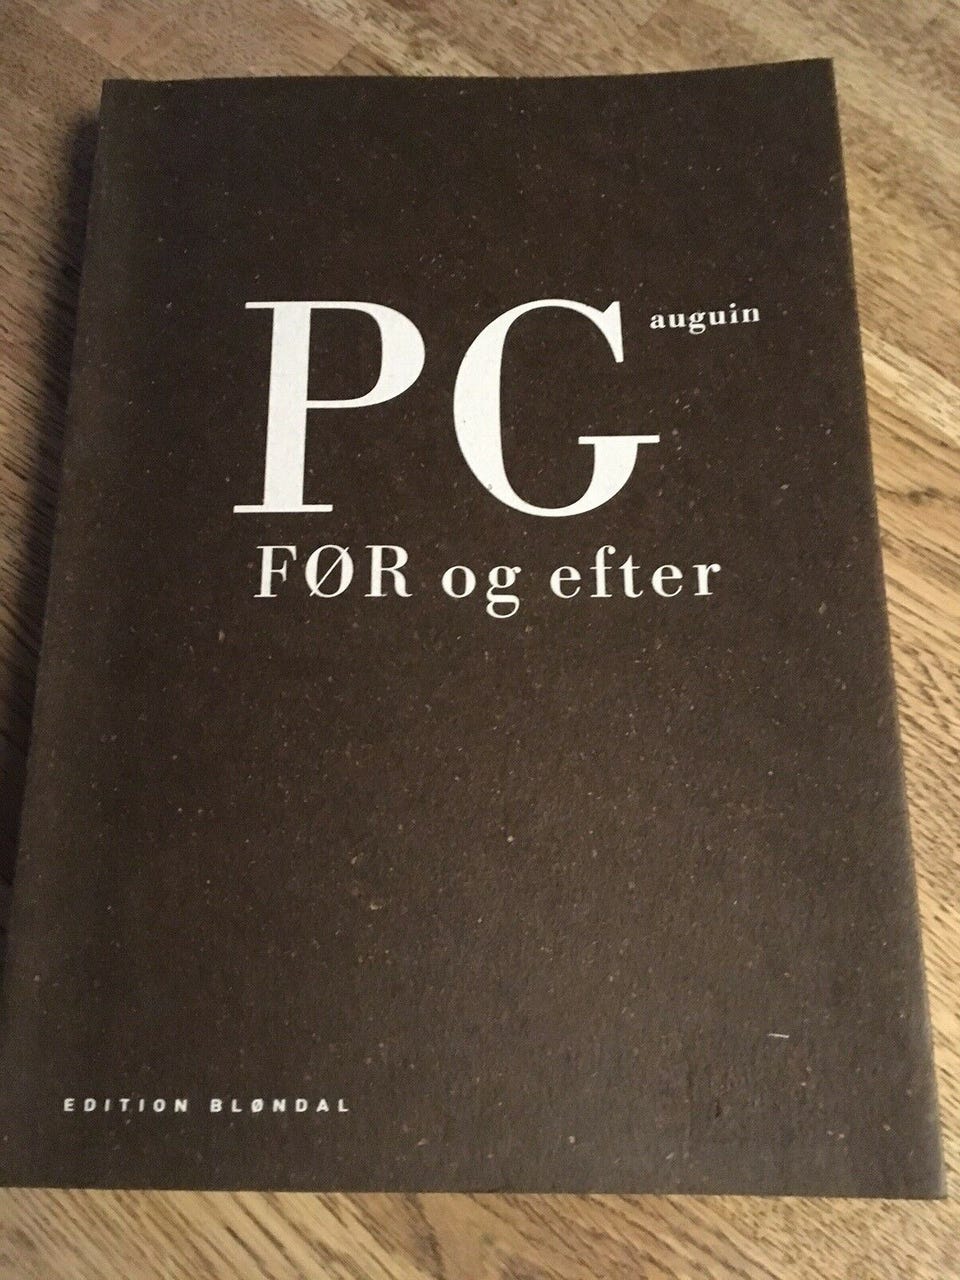 PG auguin
FØR og efter
EDITION BLØNDAL